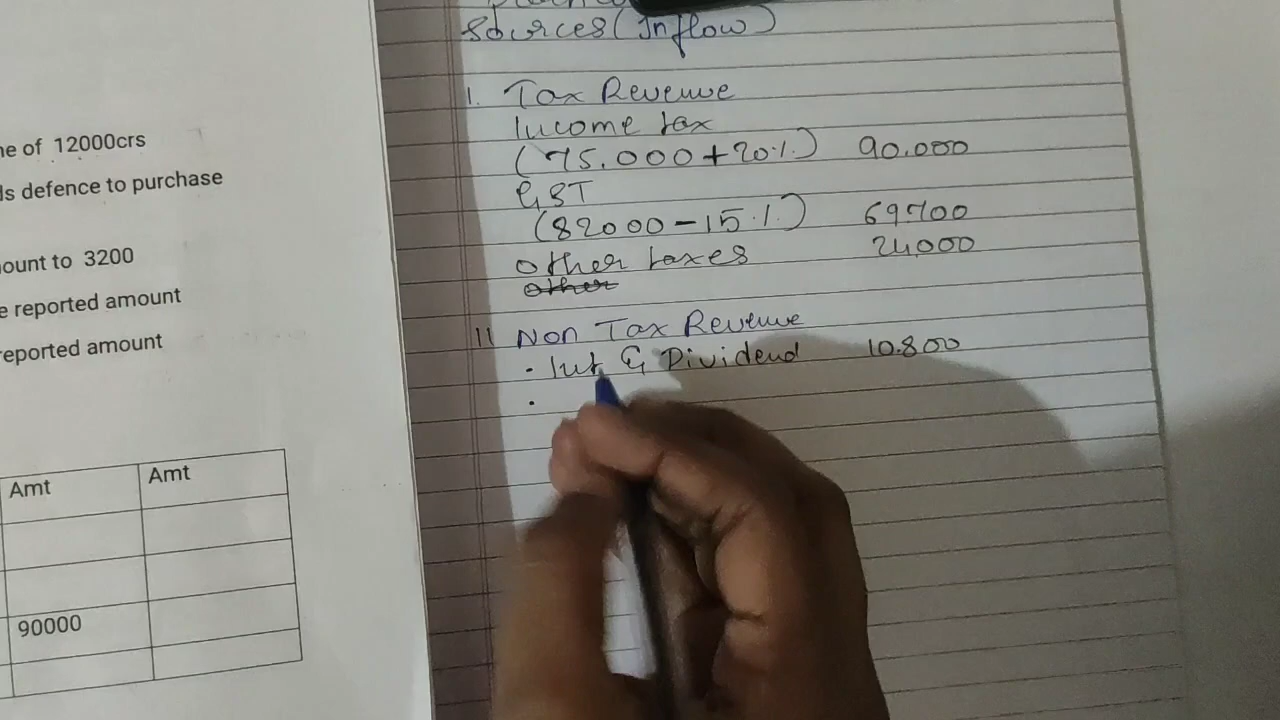 ne of 12000crs
ds defence to purchase
ount to 3200
e reported amount
reported amount
Amt Amt
90000
Sources (Inflow)
I. Tax Revenue
Income tax
(75.000+20%) 90.000
GST
(82000-15%) 69700
Other taxes 24,000
other
II Non Tax Revenue
• Int & Dividend 10.800
•